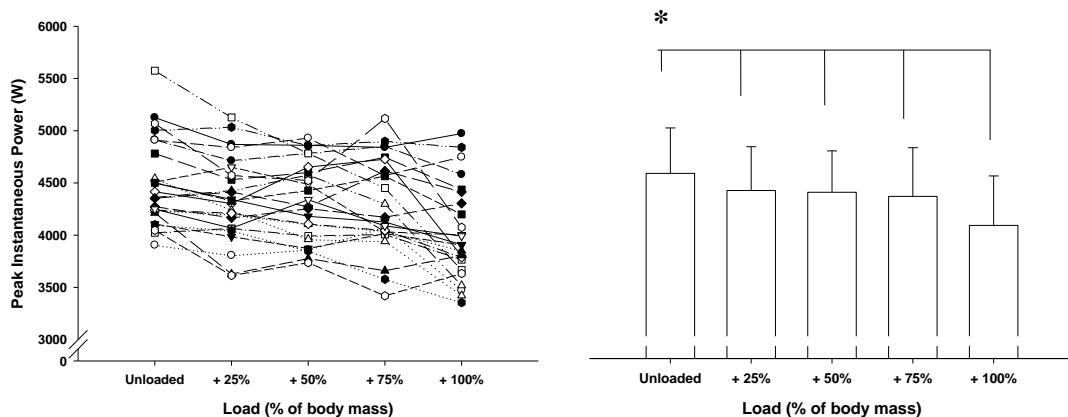 6000
5500
5000
4500
4000
3500
3000
0
Peak Instantaneous Power (W)
Unloaded + 25% + 50% + 75% + 100%
Load (% of body mass)
*
Unloaded + 25% + 50% + 75% + 100%
Load (% of body mass)